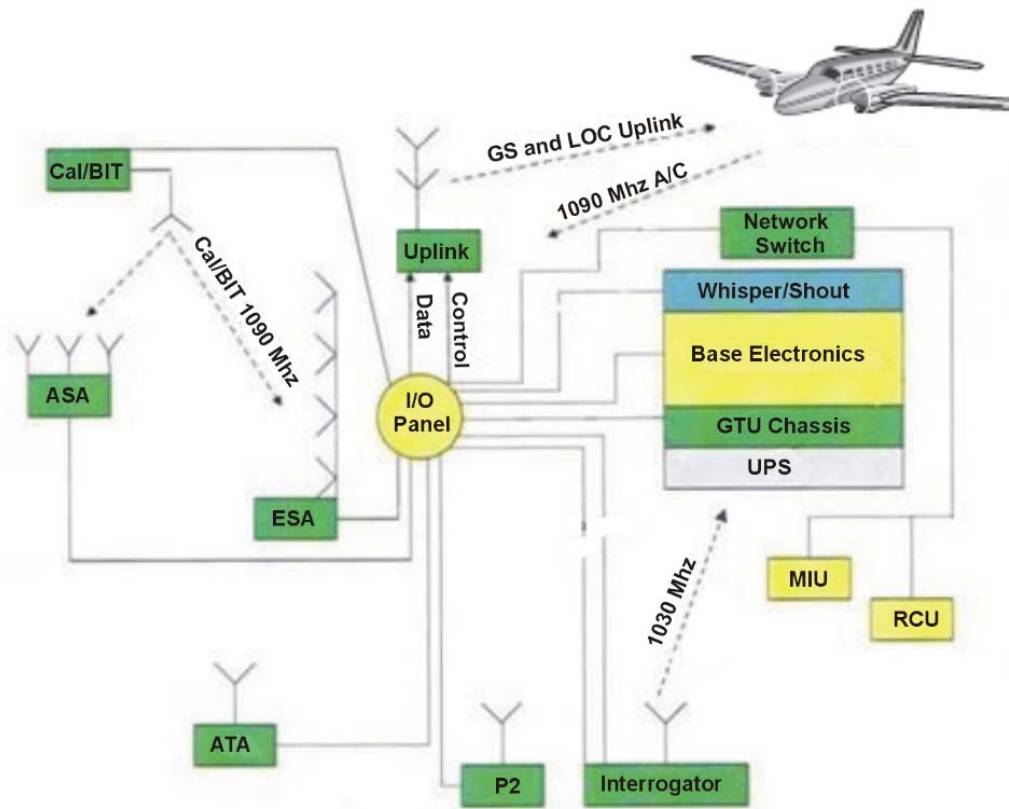 GS and LOC Uplink
Cal/BIT
1090 Mhz A/C
Network
Switch
Uplink
Cal/BIT 1090 Mhz
Whisper/Shout
Data
Control
Base Electronics
ASA
I/O
Panel
GTU Chassis
UPS
ESA
1030 Mhz
MIU
RCU
ATA
P2
Interrogator